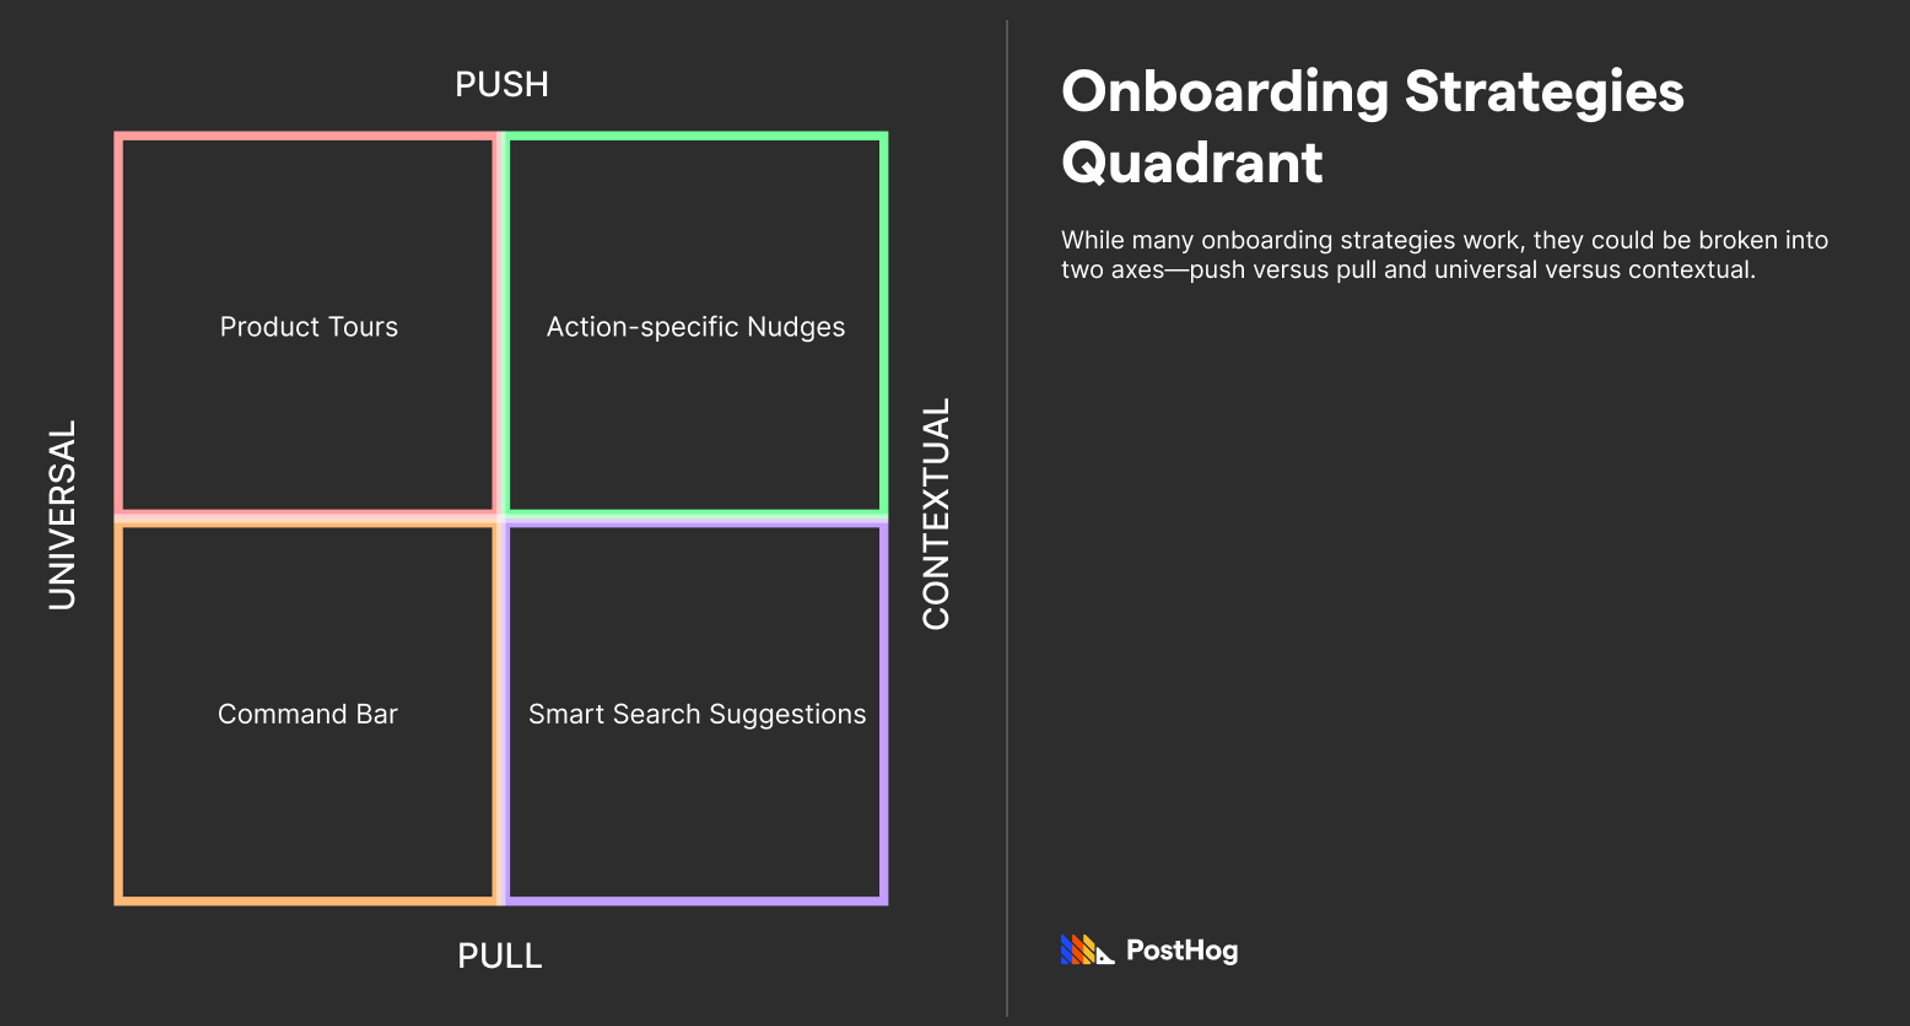 PUSH
Product Tours
Action-specific Nudges
UNIVERSAL
CONTEXTUAL
Command Bar
Smart Search Suggestions
PULL
Onboarding Strategies
Quadrant
While many onboarding strategies work, they could be broken into
two axes—push versus pull and universal versus contextual.
PostHog